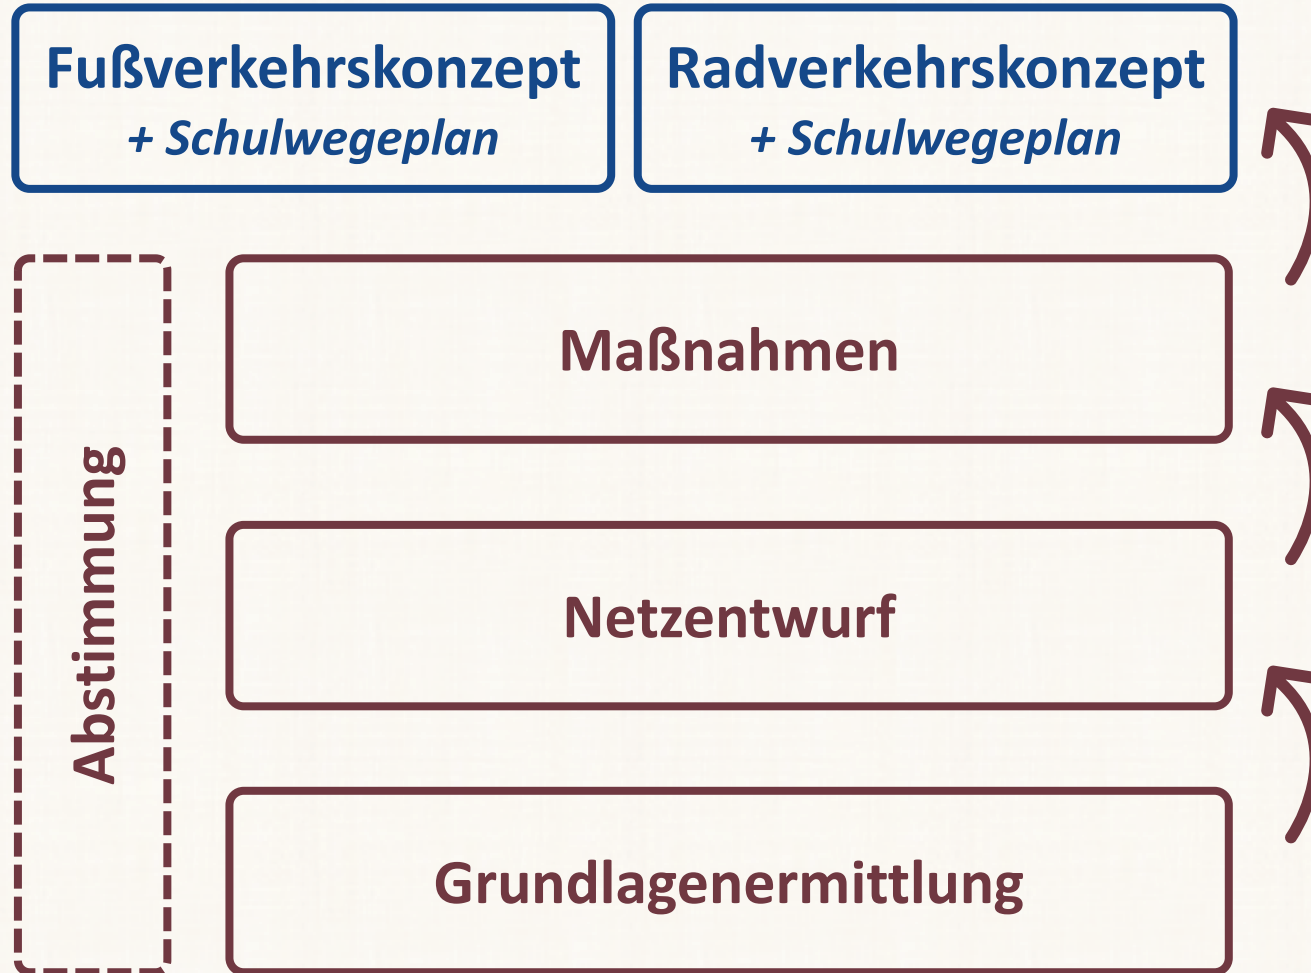 Fußverkehrskonzept
+ Schulwegeplan
Radverkehrskonzept
+ Schulwegeplan
Abstimmung
Maßnahmen
Netzentwurf
Grundlagenermittlung